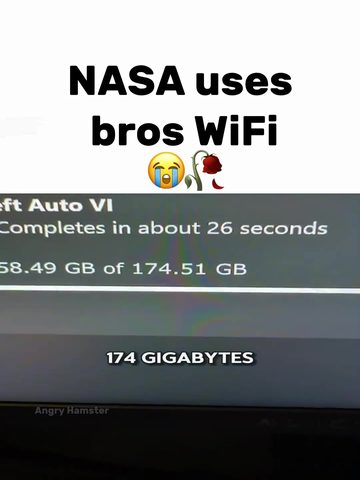 NASA uses
bros WiFi
😭🥀
eft Auto VI
Completes in about 26 seconds
58.49 GB of 174.51 GB
174 GIGABYTES
Angry Hamster